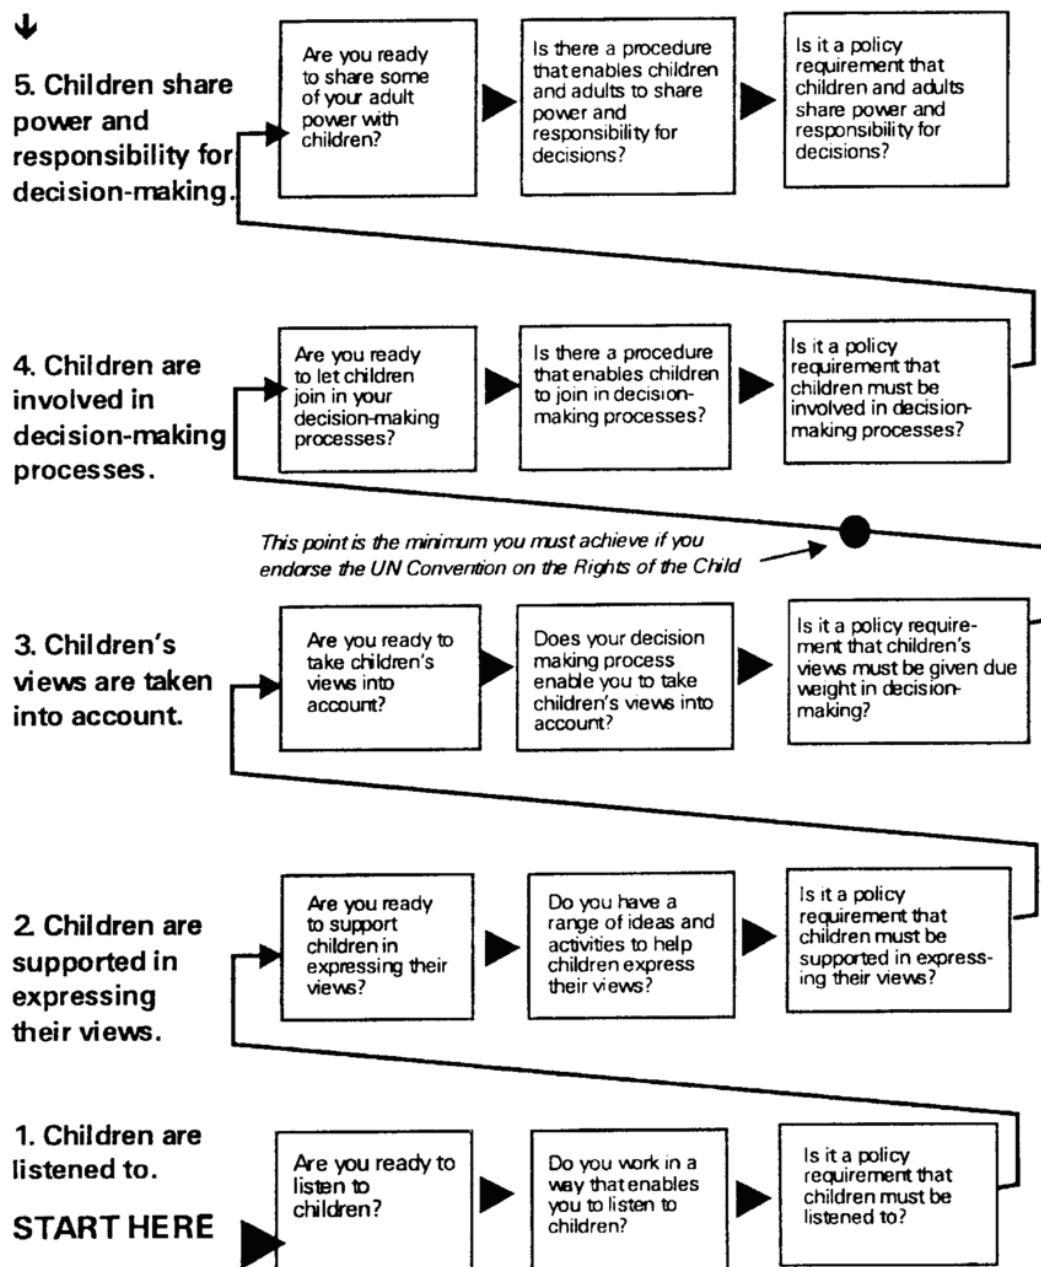 5. Children share
power and
responsibility for
decision-making.
Are you ready
to share some
of your adult
power with
children?
Is there a procedure
that enables children
and adults to share
power and
responsibility for
decisions?
Is it a policy
requirement that
children and adults
share power and
responsibility for
decisions?
4. Children are
involved in
decision-making
processes.
Are you ready
to let children
join in your
decision-making
processes?
Is there a procedure
that enables children
to join in decision-
making processes?
Is it a policy
requirement that
children must be
involved in decision-
making processes?
This point is the minimum you must achieve if you
endorse the UN Convention on the Rights of the Child
3. Children's
views are taken
into account.
Are you ready to
take children's
views into
account?
Does your decision
making process
enable you to take
children's views into
account?
Is it a policy require-
ment that children's
views must be given due
weight in decision-
making?
2. Children are
supported in
expressing
their views.
Are you ready
to support
children in
expressing their
views?
Do you have a
range of ideas and
activities to help
children express
their views?
Is it a policy
requirement that
children must be
supported in express-
ing their views?
1. Children are
listened to.
START HERE
Are you ready to
listen to
children?
Do you work in a
way that enables
you to listen to
children?
Is it a policy
requirement that
children must be
listened to?